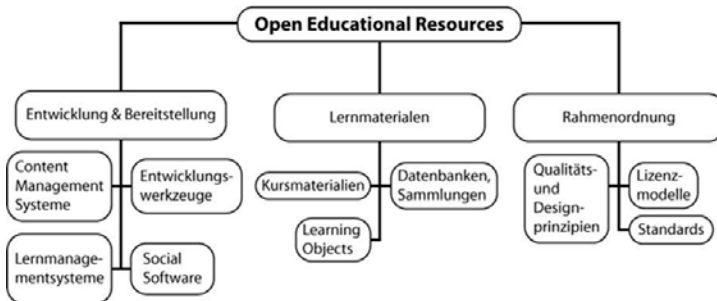 Open Educational Resources
Entwicklung & Bereitstellung
Lernmaterialen
Rahmenordnung
Content
Management
Systeme
Entwicklungs-
werkzeuge
Lernmanage-
mentsysteme
Social
Software
Kursmaterialien
Datenbanken,
Sammlungen
Learning
Objects
Qualitäts-
und
Design-
prinzipien
Lizenz-
modelle
Standards